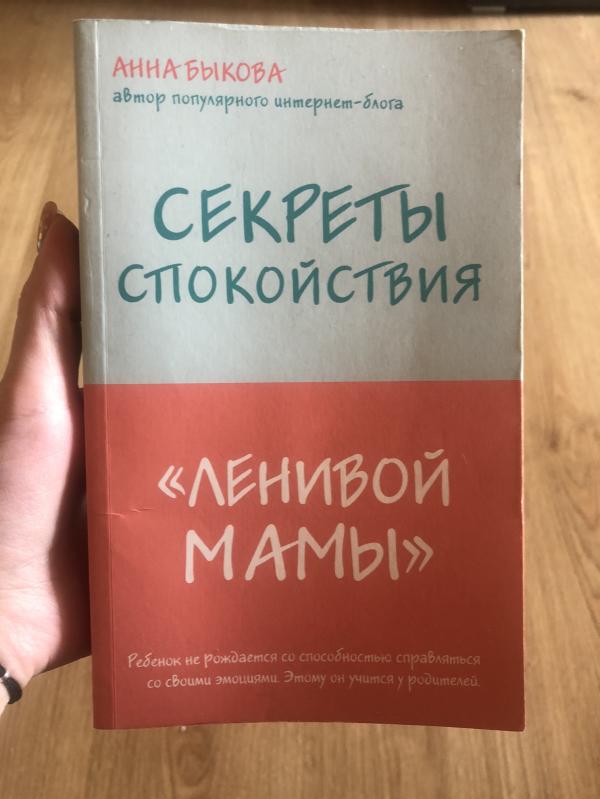 АННА БЫКОВА
автор популярного интернет-блога
СЕКРЕТЫ
СПОКОЙСТВИЯ
«ЛЕНИВОЙ
МАМЫ»
Ребенок не рождается со способностью справляться
со своими эмоциями. Этому он учится у родителей.